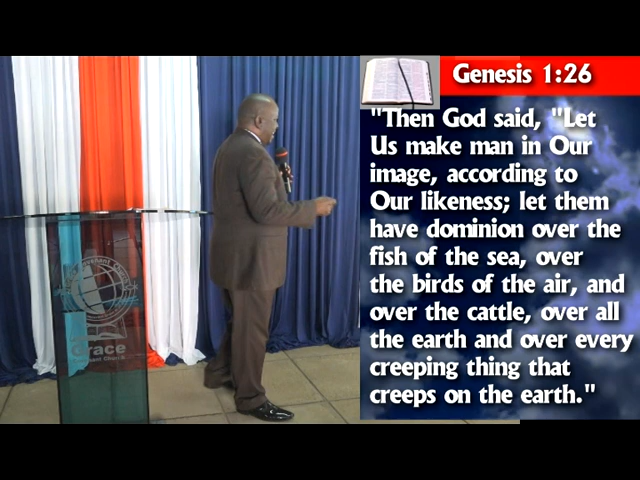 Genesis 1:26
"Then God said, "Let
Us make man in Our
image, according to
Our likeness; let them
have dominion over the
fish of the sea, over
the birds of the air, and
over the cattle, over all
the earth and over every
creeping thing that
creeps on the earth."
Grace